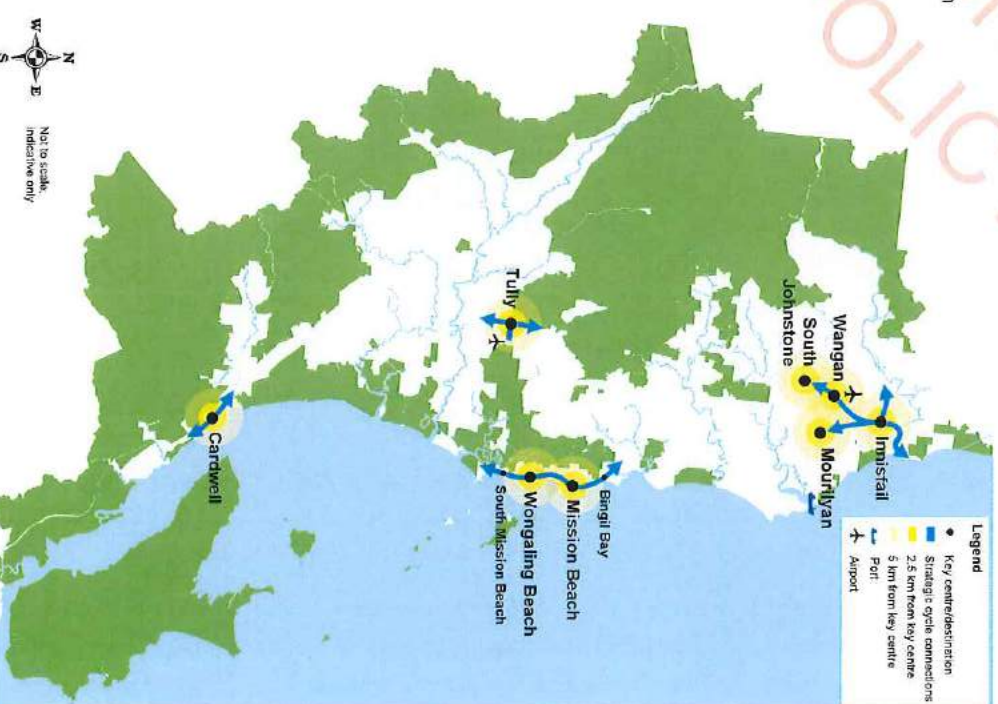 OLIC
Legend
Key centre/destination
Strategic cycle connections
2.5 km from key centre
5 km from key centre
Port
Airport
Innisfail
Wangan
South
Johnstone
Mourilyan
Bingil Bay
Mission Beach
Wongaling Beach
South Mission Beach
Tully
Cardwell
N
W
E
S
Not to scale,
indicative only